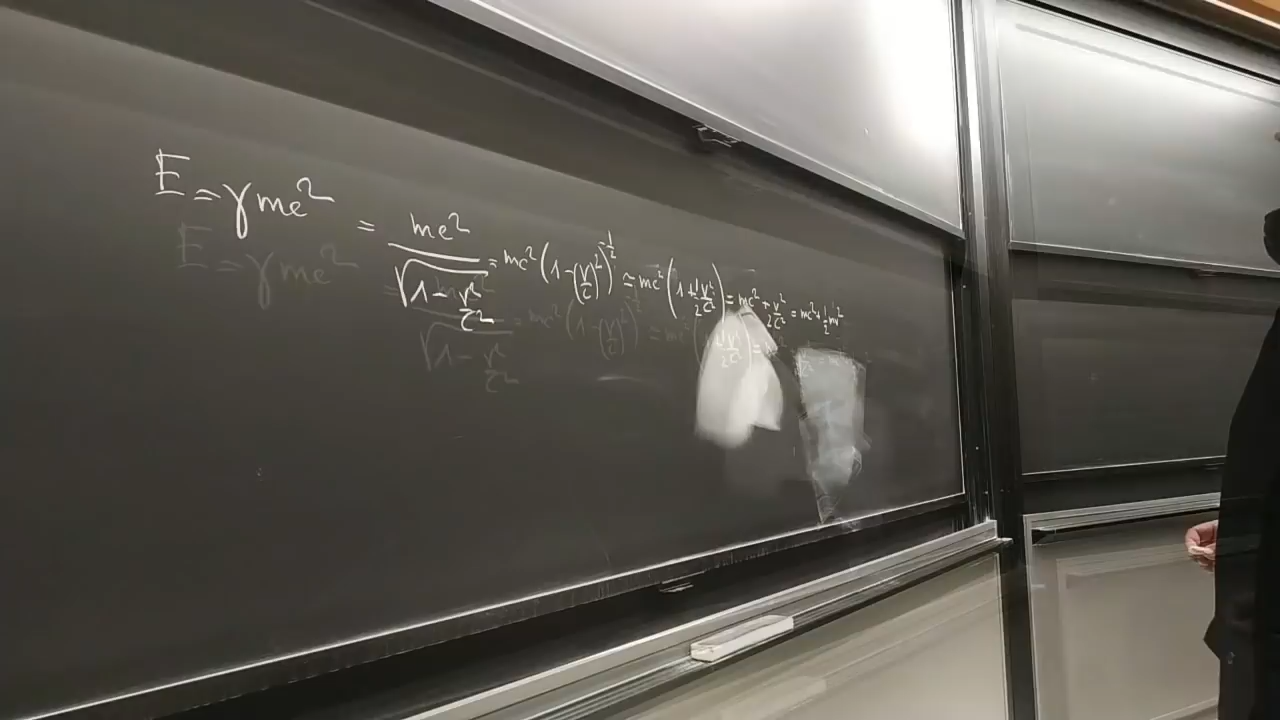 E = γmc² = mc²/√(1 - v²/c²) = mc²(1 - (v/c)²)^(-1/2) ≃ mc²(1 + 1/2 v²/c²) = mc² + v²/2c² = mc² + 1/2 mv²